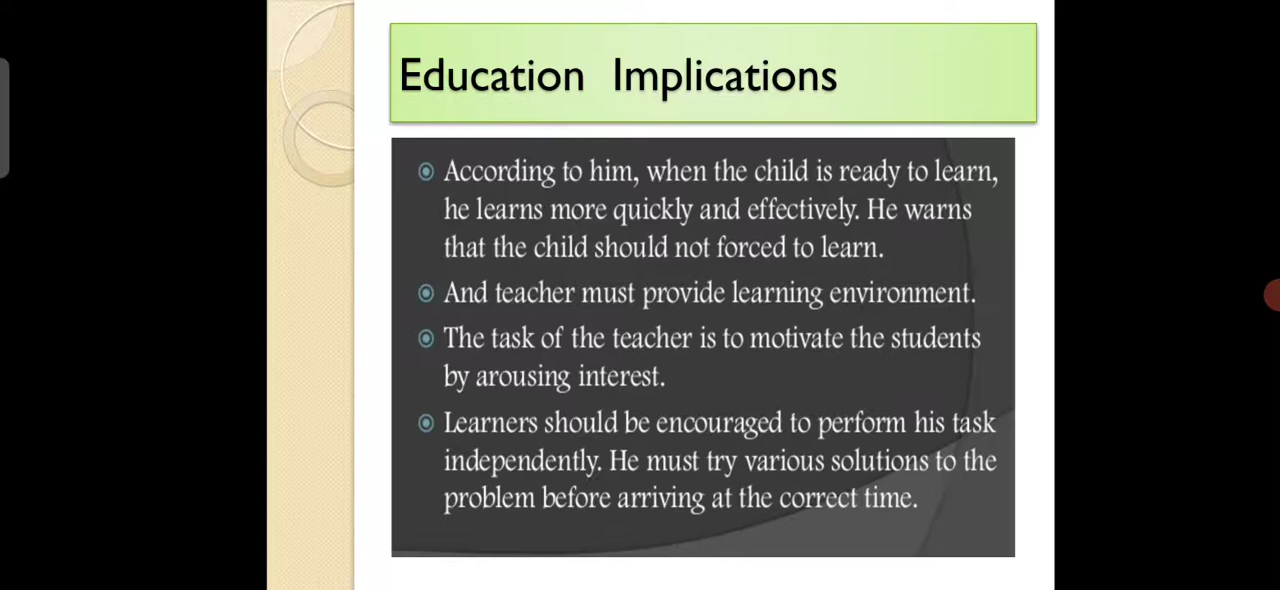 Education Implications
According to him, when the child is ready to learn,
he learns more quickly and effectively. He warns
that the child should not forced to learn.
And teacher must provide learning environment.
The task of the teacher is to motivate the students
by arousing interest.
Learners should be encouraged to perform his task
independently. He must try various solutions to the
problem before arriving at the correct time.